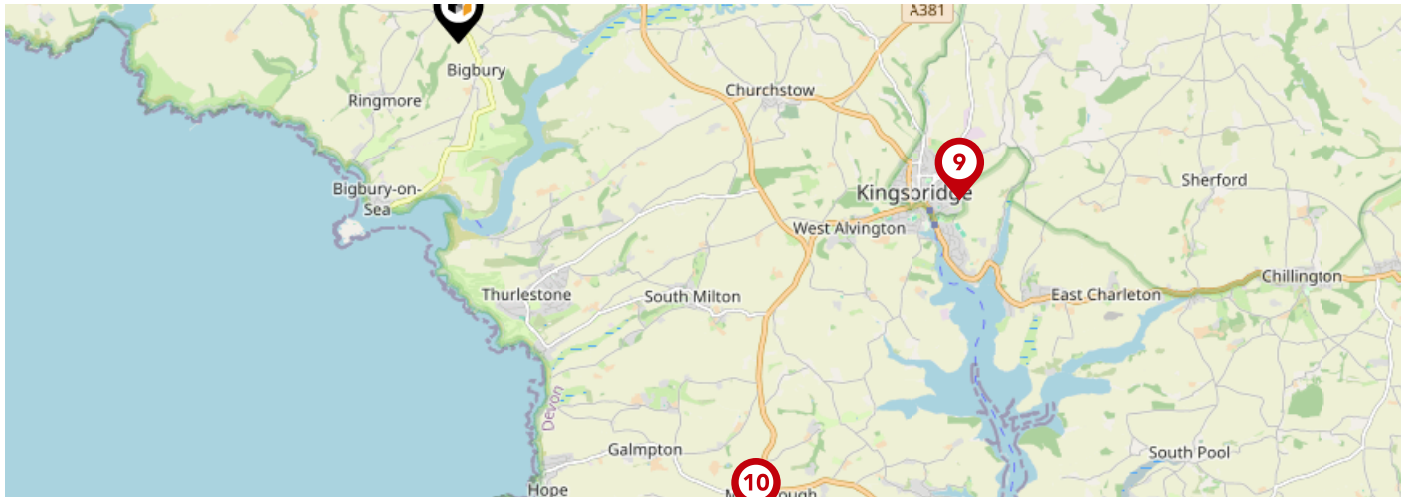 A381
Bigbury
Churchstow
Ringmore
9
Sherford
Bigbury-on-
Sea
Kingsbridge
West Alvington
Chillington
Thurlestone
South Milton
East Charleton
Devon
Galmpton
South Pool
10
Hope